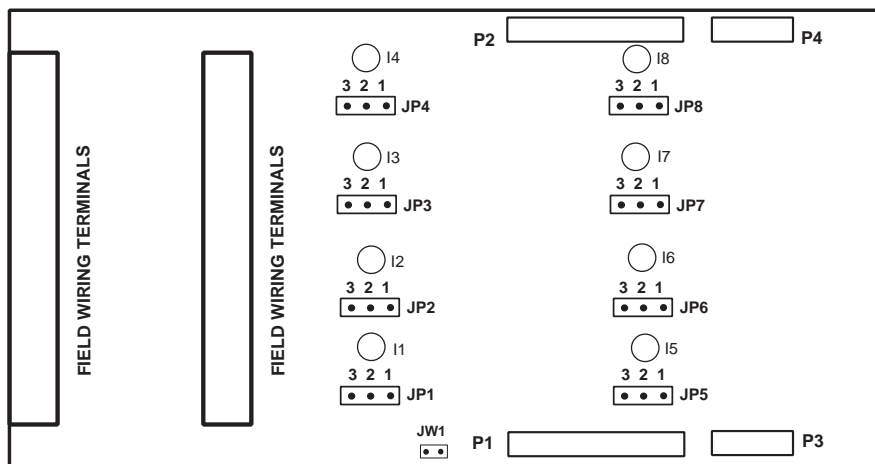 P2
P4
I4
I8
3 2 1
3 2 1
JP4
JP8
I3
I7
3 2 1
3 2 1
JP3
JP7
FIELD WIRING TERMINALS
FIELD WIRING TERMINALS
I2
I6
3 2 1
3 2 1
JP2
JP6
I1
I5
3 2 1
3 2 1
JP1
JP5
JW1
P1
P3